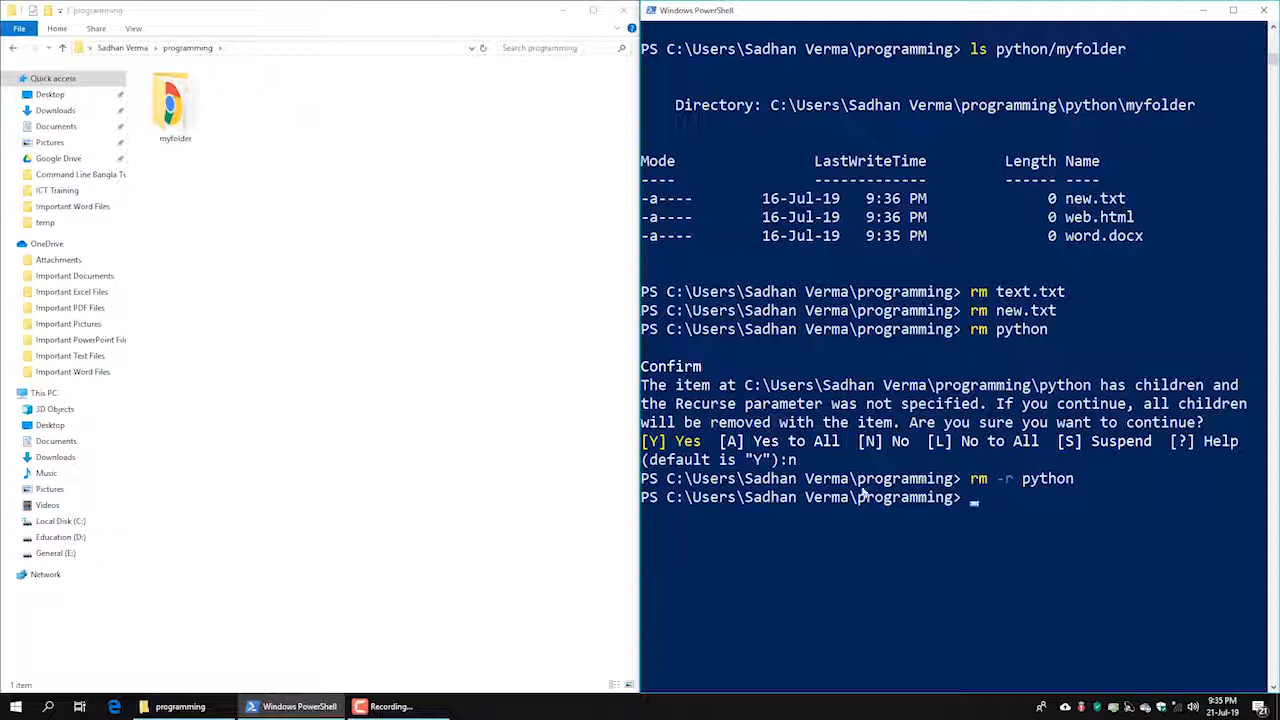 programming
File Home Share View
Sadhan Verma programming
Search programming
Quick access
Desktop
Downloads
Documents
Pictures
Google Drive
Command Line Bangla Tu
ICT Training
Important Word Files
temp
OneDrive
Attachments
Important Documents
Important Excel Files
Important PDF Files
Important Pictures
Important PowerPoint File
Important Text Files
Important Word Files
This PC
3D Objects
Desktop
Downloads
Documents
Music
Pictures
Videos
Local Disk (C:)
Education (D:)
General (E:)
Network
myfolder
1 item
Windows PowerShell
PS C:\Users\Sadhan Verma\programming> ls python/myfolder
Directory: C:\Users\Sadhan Verma\programming\python\myfolder
Mode LastWriteTime Length Name
---- ------------- ------ ----
-a---- 16-Jul-19 9:36 PM 0 new.txt
-a---- 16-Jul-19 9:36 PM 0 web.html
-a---- 16-Jul-19 9:35 PM 0 word.docx
PS C:\Users\Sadhan Verma\programming> rm text.txt
PS C:\Users\Sadhan Verma\programming> rm new.txt
PS C:\Users\Sadhan Verma\programming> rm python
Confirm
The item at C:\Users\Sadhan Verma\programming\python has children and
the Recurse parameter was not specified. If you continue, all children
will be removed with the item. Are you sure you want to continue?
[Y] Yes [A] Yes to All [N] No [L] No to All [S] Suspend [?] Help
(default is "Y"):n
PS C:\Users\Sadhan Verma\programming> rm -r python
PS C:\Users\Sadhan Verma\programming>
programming
Windows PowerShell
Recording...
9:35 PM
21-Jul-19